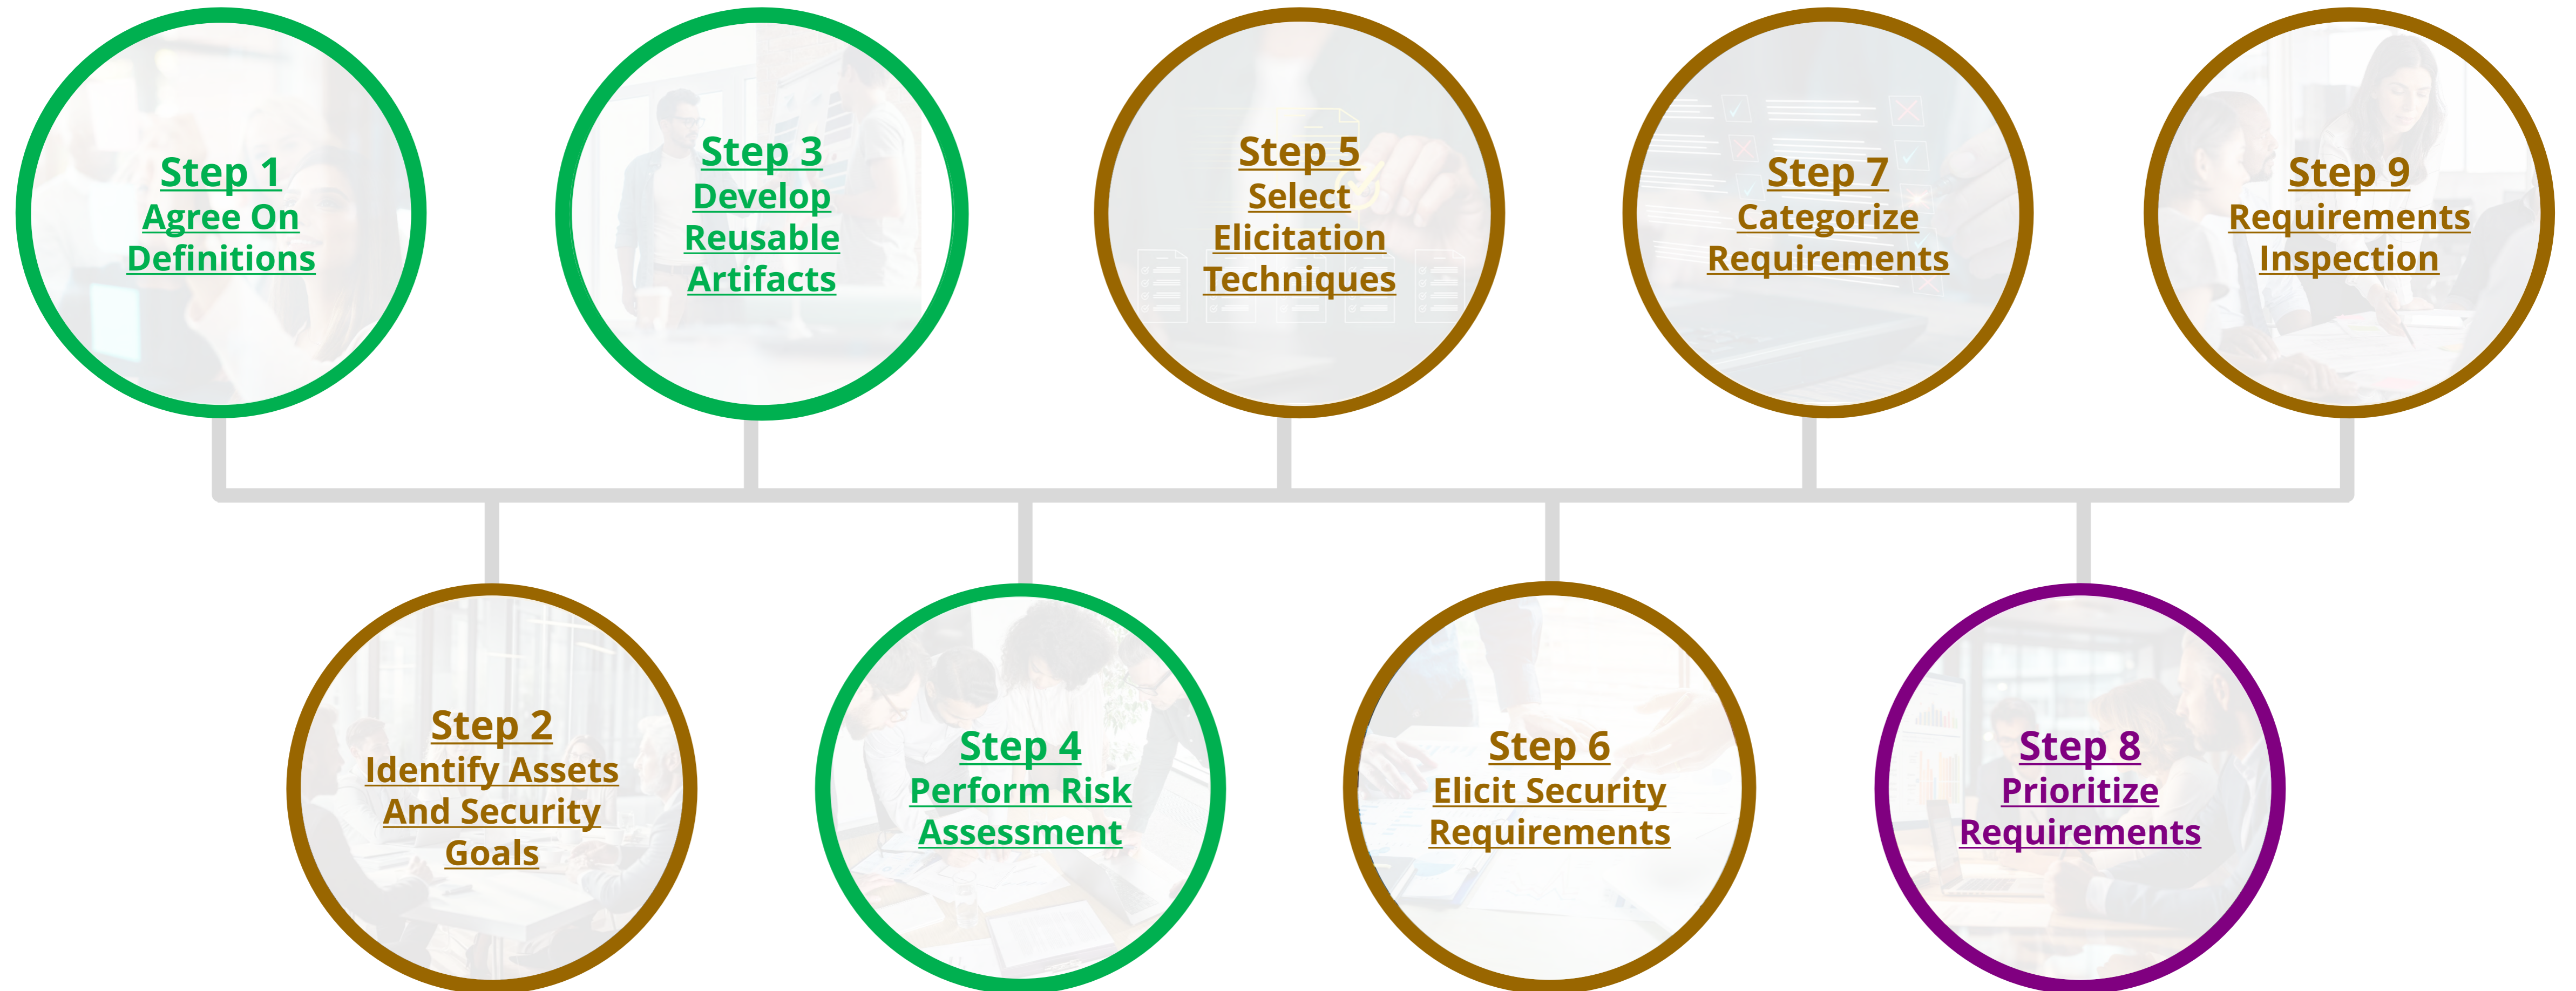 Step 1
Agree On
Definitions
Step 3
Develop
Reusable
Artifacts
Step 5
Select
Elicitation
Techniques
Step 7
Categorize
Requirements
Step 9
Requirements
Inspection
Step 2
Identify Assets
And Security
Goals
Step 4
Perform Risk
Assessment
Step 6
Elicit Security
Requirements
Step 8
Prioritize
Requirements